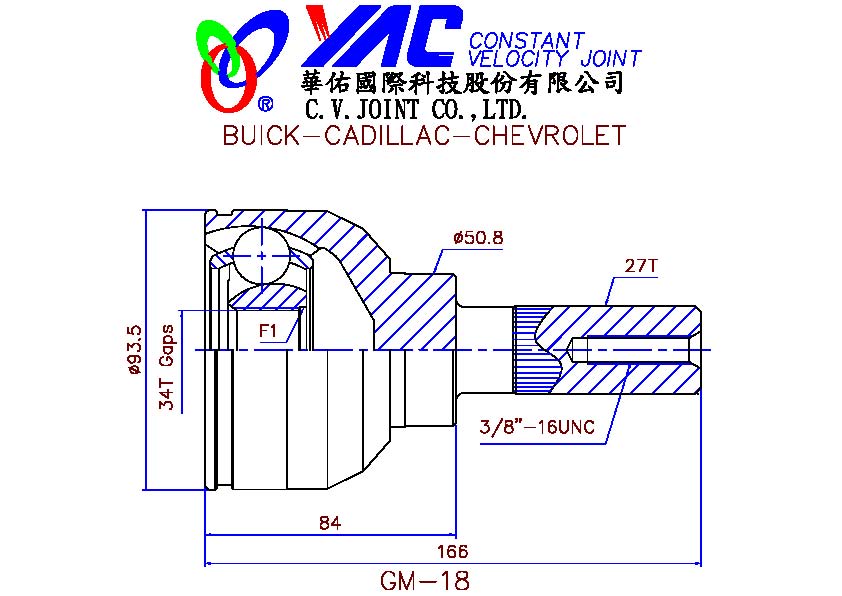 YAC CONSTANT
VELOCITY JOINT
®
華佑國際科技股份有限公司
C.V.JOINT CO.,LTD.
BUICK-CADILLAC-CHEVROLET
ø50.8
27T
F1
ø93.5
34T Gaps
3/8"-16UNC
84
166
GM-18